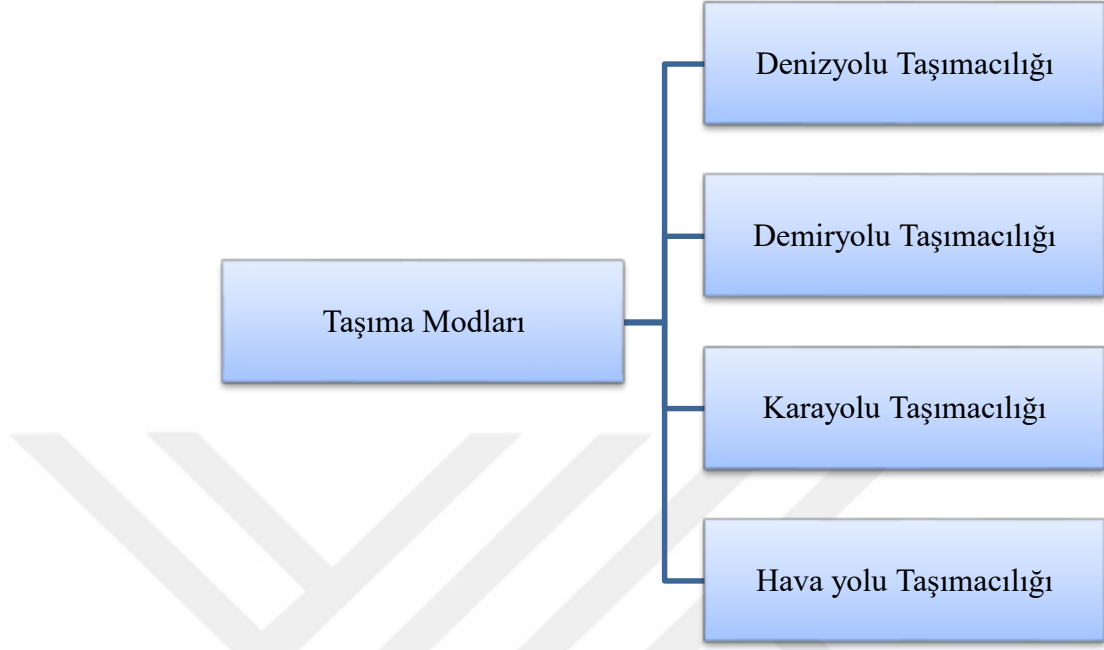 Denizyolu Taşımacılığı
Demiryolu Taşımacılığı
Taşıma Modları
Karayolu Taşımacılığı
Hava yolu Taşımacılığı